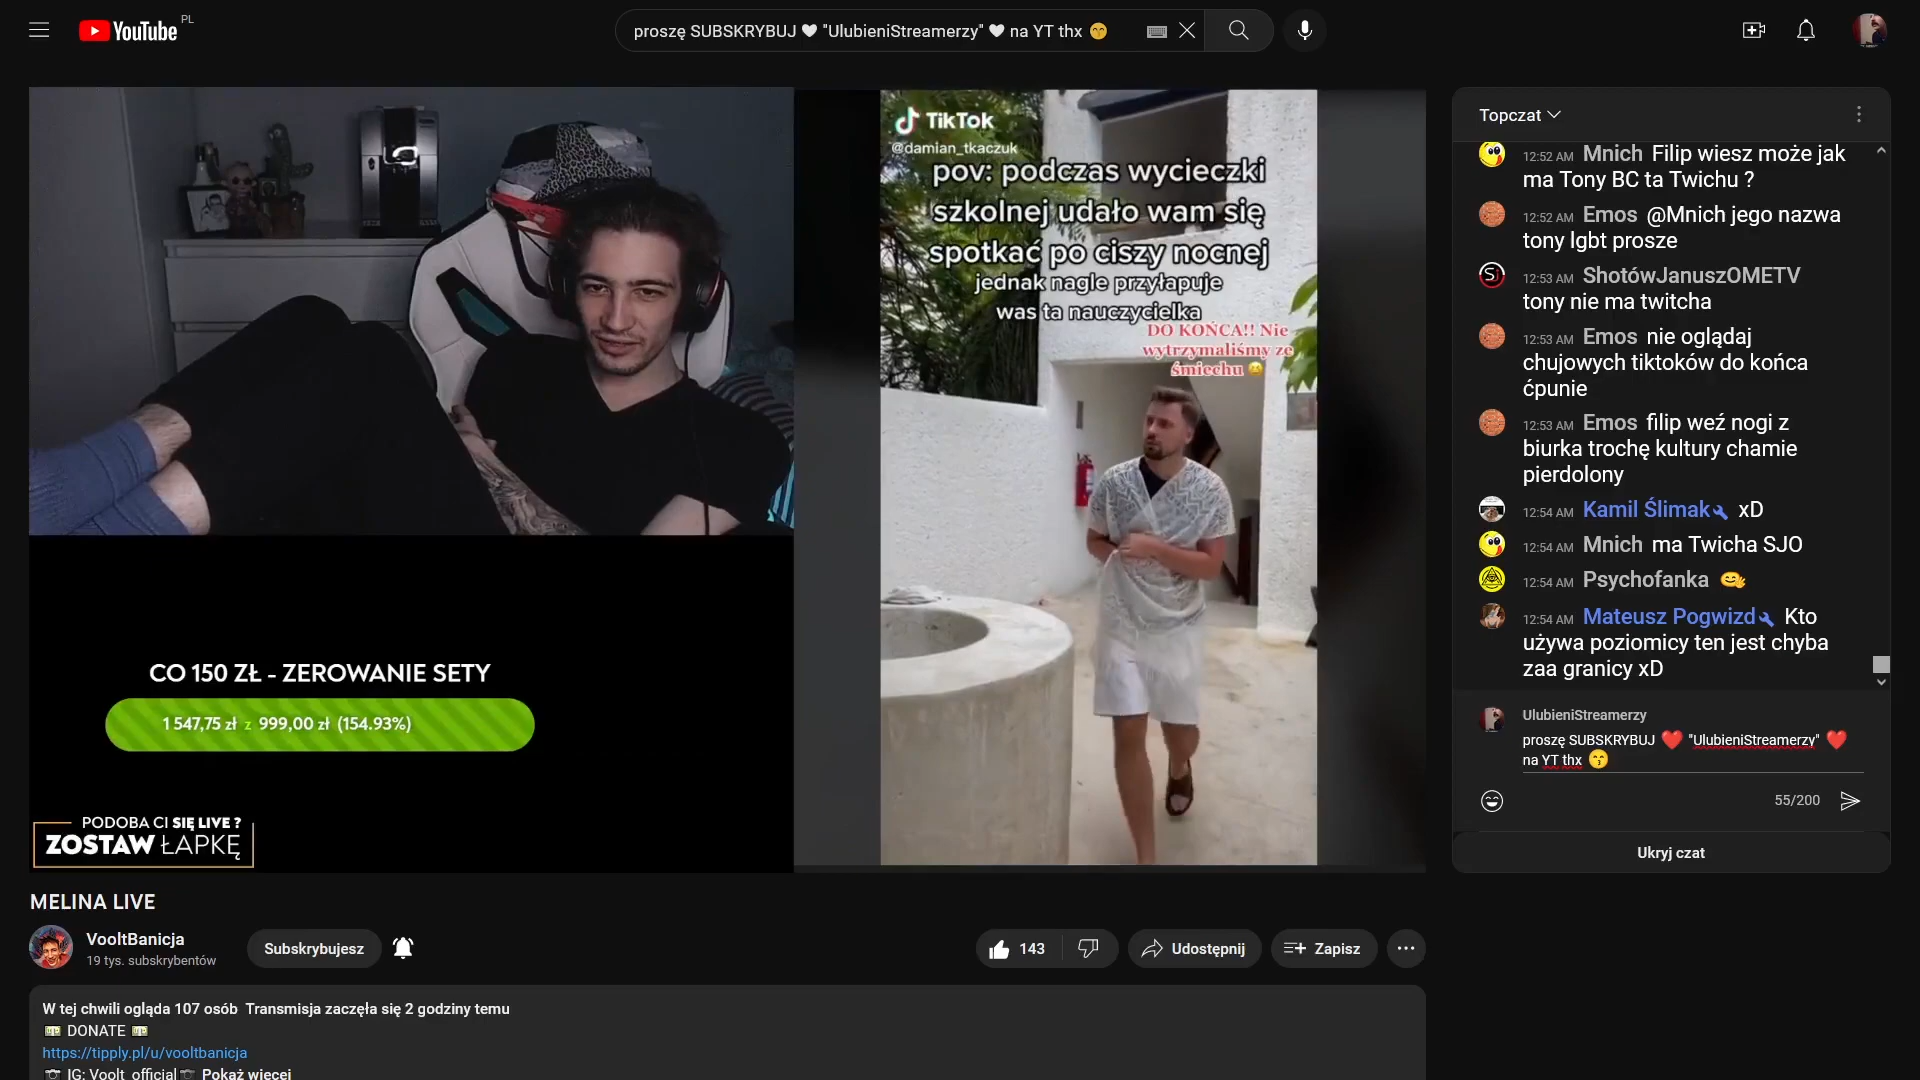 YouTube PL
proszę SUBSKRYBUJ 🤍 "UlubieniStreamerzy" 🤍 na YT thx 😙
TikTok
@damian_tkaczuk
pov: podczas wycieczki
szkolnej udało wam się
spotkać po ciszy nocnej
jednak nagle przyłapuje
was ta nauczycielka
DO KOŃCA!! Nie
wytrzymaliśmy ze
śmiechu 😂
CO 150 ZŁ - ZEROWANIE SETY
1 547,75 zł z 999,00 zł (154.93%)
PODOBA CI SIĘ LIVE ?
ZOSTAW ŁAPKĘ
MELINA LIVE
VooltBanicja
19 tys. subskrybentów
Subskrybujesz
143
Udostępnij
Zapisz
W tej chwili ogląda 107 osób Transmisja zaczęła się 2 godziny temu
💵 DONATE 💵
https://tipply.pl/u/vooltbanicja
📷 IG: Voolt_official 📷 Pokaż więcej
Topczat
12:52 AM Mnich Filip wiesz może jak
ma Tony BC ta Twichu ?
12:52 AM Emos @Mnich jego nazwa
tony lgbt prosze
12:53 AM ShotówJanuszOMETV
tony nie ma twitcha
12:53 AM Emos nie oglądaj
chujowych tiktoków do końca
ćpunie
12:53 AM Emos filip weź nogi z
biurka trochę kultury chamie
pierdolony
12:54 AM Kamil Ślimak xD
12:54 AM Mnich ma Twicha SJO
12:54 AM Psychofanka
12:54 AM Mateusz Pogwizd Kto
używa poziomicy ten jest chyba
zaa granicy xD
UlubieniStreamerzy
proszę SUBSKRYBUJ ❤️ "UlubieniStreamerzy" ❤️
na YT thx 😙
55/200
Ukryj czat